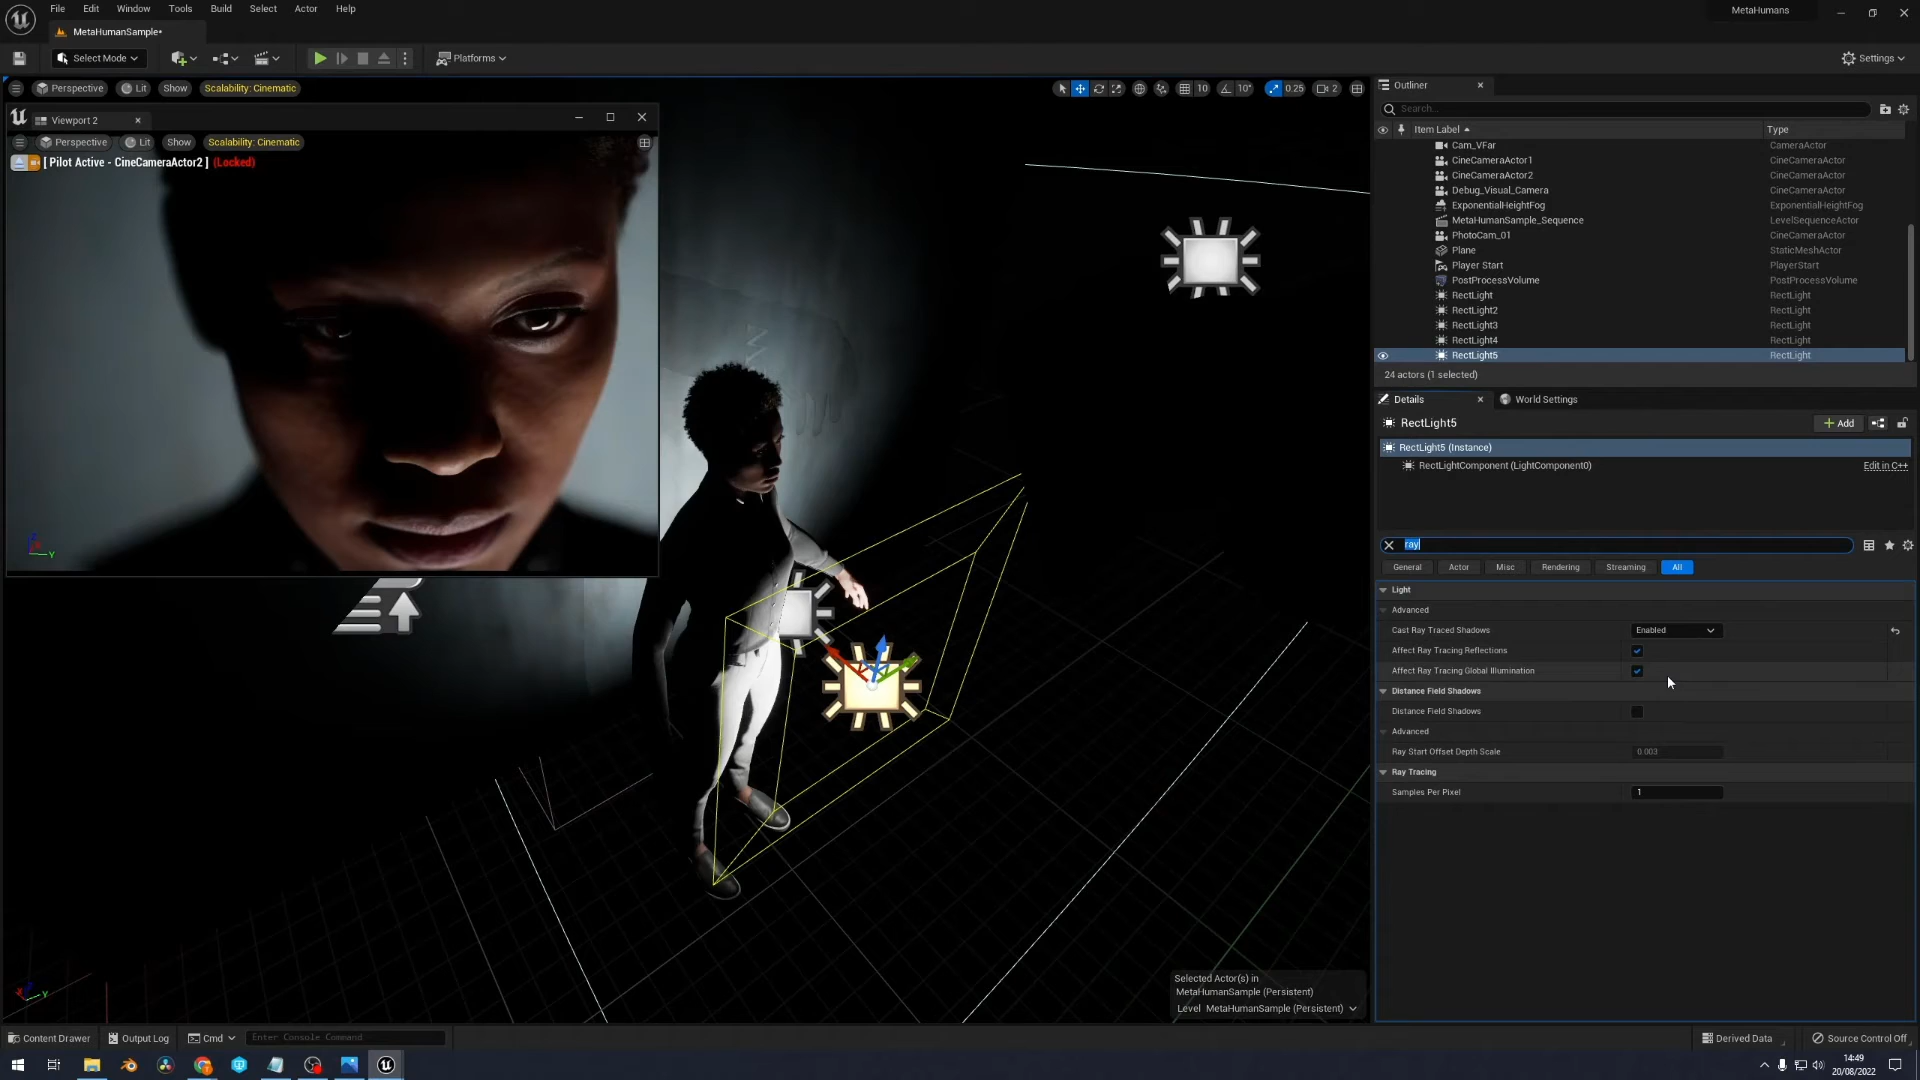 File Edit Window Tools Build Select Actor Help
MetaHumans
MetaHumanSample•
Select Mode
Platforms
Settings
Perspective Lit Show Scalability: Cinematic
10 10° 0.25 2
Viewport 2
Perspective Lit Show Scalability: Cinematic
[ Pilot Active - CineCameraActor2 ] (Locked)
Y
Outliner
Search...
Item Label Type
Cam_VFar CameraActor
CineCameraActor1 CineCameraActor
CineCameraActor2 CineCameraActor
Debug_Visual_Camera CineCameraActor
ExponentialHeightFog ExponentialHeightFog
MetaHumanSample_Sequence LevelSequenceActor
PhotoCam_01 CineCameraActor
Plane StaticMeshActor
Player Start PlayerStart
PostProcessVolume PostProcessVolume
RectLight RectLight
RectLight2 RectLight
RectLight3 RectLight
RectLight4 RectLight
RectLight5 RectLight
24 actors (1 selected)
Details World Settings
RectLight5
Add
RectLight5 (Instance)
RectLightComponent (LightComponent0) Edit in C++
ray
General Actor Misc Rendering Streaming All
Light
Advanced
Cast Ray Traced Shadows Enabled
Affect Ray Tracing Reflections
Affect Ray Tracing Global Illumination
Distance Field Shadows
Distance Field Shadows
Advanced
Ray Start Offset Depth Scale 0.003
Ray Tracing
Samples Per Pixel 1
Selected Actor(s) in
MetaHumanSample (Persistent)
Level MetaHumanSample (Persistent)
Y
Content Drawer Output Log Cmd Enter Console Command
Derived Data Source Control Off
14:49
20/08/2022